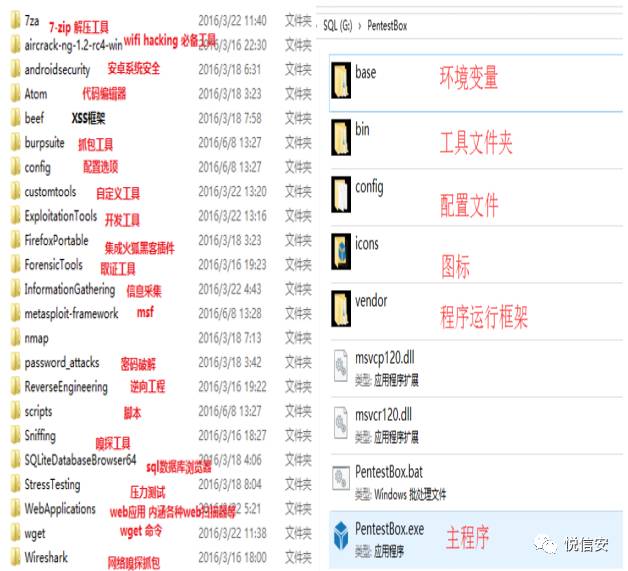 7za 7-zip 解压工具 2016/3/22 11:40 文件夹
aircrack-ng-1.2-rc4-win wifi hacking 必备工具 2016/3/16 22:30 文件夹
androidsecurity 安卓系统安全 2016/3/18 6:31 文件夹
Atom 代码编辑器 2016/3/18 3:23 文件夹
beef XSS框架 2016/3/18 7:58 文件夹
burpsuite 抓包工具 2016/6/8 13:27 文件夹
config 配置选项 2016/6/8 13:27 文件夹
customtools 自定义工具 2016/3/22 13:20 文件夹
ExploitationTools 开发工具 2016/3/22 13:16 文件夹
FirefoxPortable 集成火狐黑客插件 2016/3/18 3:23 文件夹
ForensicTools 取证工具 2016/3/16 19:23 文件夹
InformationGathering 信息采集 2016/3/22 4:43 文件夹
metasploit-framework msf 2016/6/8 13:28 文件夹
nmap 2016/3/18 7:13 文件夹
password_attacks 密码破解 2016/3/18 3:42 文件夹
ReverseEngineering 逆向工程 2016/3/16 19:22 文件夹
scripts 脚本 2016/6/8 13:27 文件夹
Sniffing 嗅探工具 2016/3/16 18:27 文件夹
SQLiteDatabaseBrowser64 sql数据库浏览器 2016/3/18 4:06 文件夹
StressTesting 压力测试 2016/3/18 8:04 文件夹
WebApplications web应用 内涵各种web扫描器等 5:21 文件夹
wget wget 命令 2016/3/22 11:38 文件夹
Wireshark 网络嗅探抓包 2016/3/16 18:00 文件夹
SQL (G:) › PentestBox
base 环境变量
bin 工具文件夹
config 配置文件
icons 图标
vendor 程序运行框架
msvcp120.dll
类型: 应用程序扩展
msvcr120.dll
类型: 应用程序扩展
PentestBox.bat
类型: Windows 批处理文件
PentestBox.exe 主程序
类型: 应用程序
悦信安